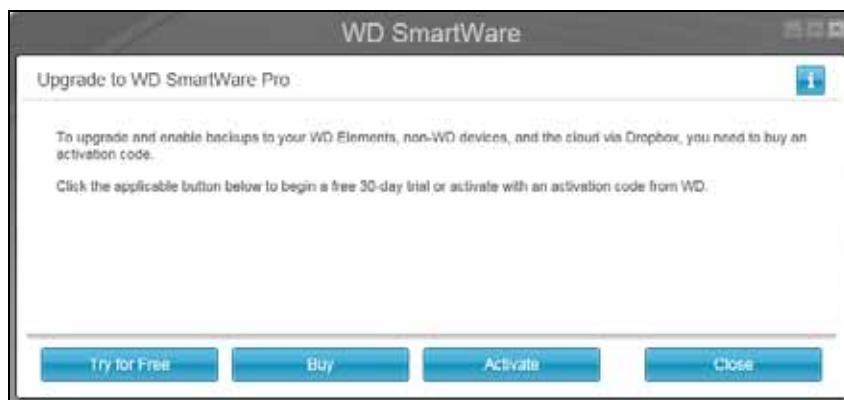 WD SmartWare
Upgrade to WD SmartWare Pro
i
To upgrade and enable backups to your WD Elements, non-WD devices, and the cloud via Dropbox, you need to buy an
activation code.
Click the applicable button below to begin a free 30-day trial or activate with an activation code from WD.
Try for Free
Buy
Activate
Close